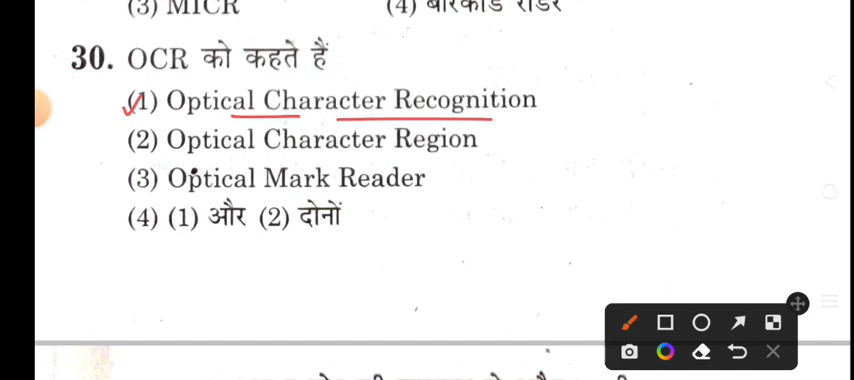 (3) MICR (4) बारकोड रीडर
30. OCR को कहते हैं
(1) Optical Character Recognition
(2) Optical Character Region
(3) Optical Mark Reader
(4) (1) और (2) दोनों